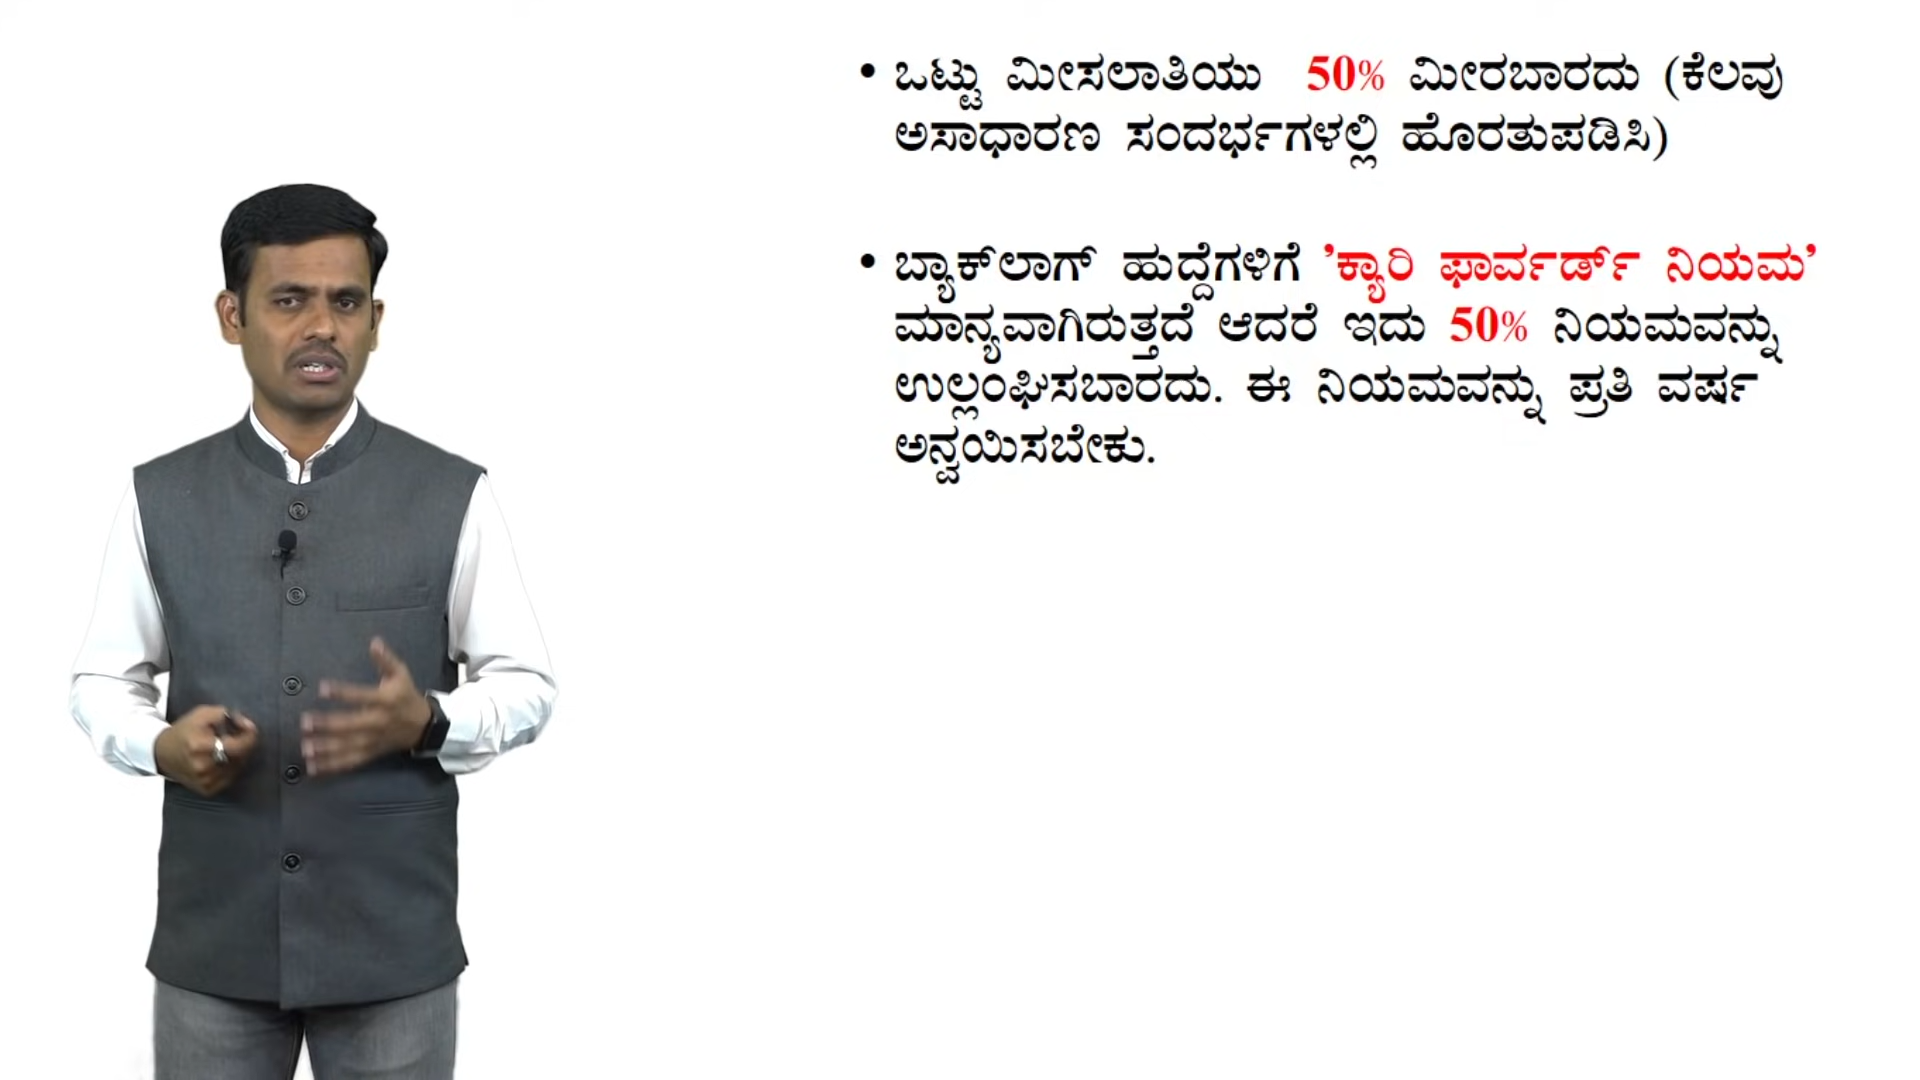 • ಒಟ್ಟು ಮೀಸಲಾತಿಯು 50% ಮೀರಬಾರದು (ಕೆಲವು
ಅಸಾಧಾರಣ ಸಂದರ್ಭಗಳಲ್ಲಿ ಹೊರತುಪಡಿಸಿ)
• ಬ್ಯಾಕ್‌ಲಾಗ್ ಹುದ್ದೆಗಳಿಗೆ 'ಕ್ಯಾರಿ ಫಾರ್ವರ್ಡ್ ನಿಯಮ'
ಮಾನ್ಯವಾಗಿರುತ್ತದೆ ಆದರೆ ಇದು 50% ನಿಯಮವನ್ನು
ಉಲ್ಲಂಘಿಸಬಾರದು. ಈ ನಿಯಮವನ್ನು ಪ್ರತಿ ವರ್ಷ
ಅನ್ವಯಿಸಬೇಕು.